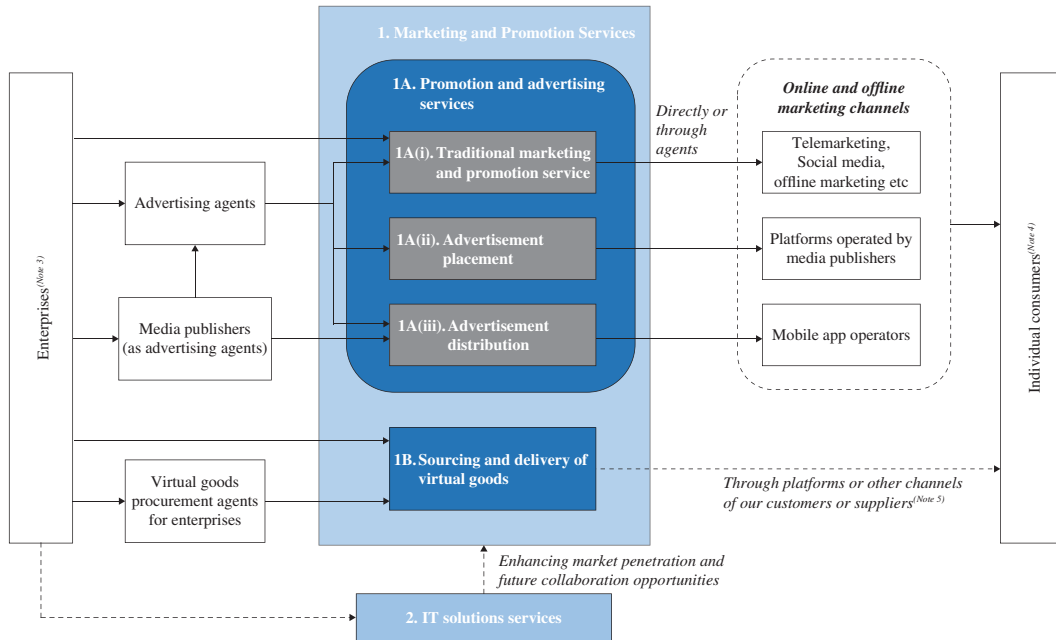 1. Marketing and Promotion Services
1A. Promotion and advertising
services
Online and offline
marketing channels
Directly or
through
agents
1A(i). Traditional marketing
and promotion service
Telemarketing,
Social media,
offline marketing etc
Advertising agents
1A(ii). Advertisement
placement
Platforms operated by
media publishers
Enterprises(Note 3)
Individual consumers(Note 4)
Media publishers
(as advertising agents)
1A(iii). Advertisement
distribution
Mobile app operators
1B. Sourcing and delivery of
virtual goods
Virtual goods
procurement agents
for enterprises
Through platforms or other channels
of our customers or suppliers(Note 5)
Enhancing market penetration and
future collaboration opportunities
2. IT solutions services